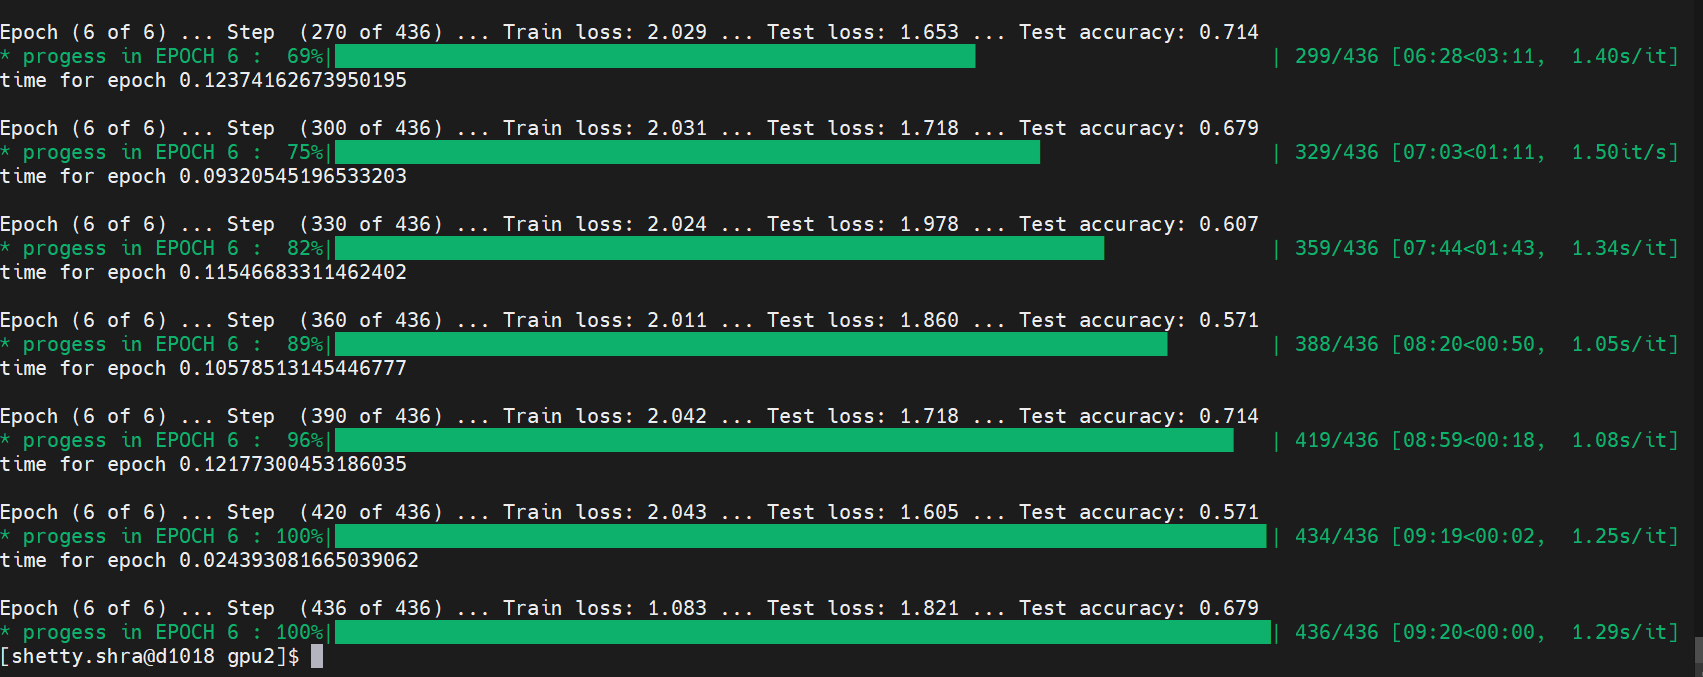 Epoch (6 of 6) ... Step  (270 of 436) ... Train loss: 2.029 ... Test loss: 1.653 ... Test accuracy: 0.714
* progess in EPOCH 6 :  69%| | 299/436 [06:28<03:11,  1.40s/it]
time for epoch 0.12374162673950195
Epoch (6 of 6) ... Step  (300 of 436) ... Train loss: 2.031 ... Test loss: 1.718 ... Test accuracy: 0.679
* progess in EPOCH 6 :  75%| | 329/436 [07:03<01:11,  1.50it/s]
time for epoch 0.09320545196533203
Epoch (6 of 6) ... Step  (330 of 436) ... Train loss: 2.024 ... Test loss: 1.978 ... Test accuracy: 0.607
* progess in EPOCH 6 :  82%| | 359/436 [07:44<01:43,  1.34s/it]
time for epoch 0.11546683311462402
Epoch (6 of 6) ... Step  (360 of 436) ... Train loss: 2.011 ... Test loss: 1.860 ... Test accuracy: 0.571
* progess in EPOCH 6 :  89%| | 388/436 [08:20<00:50,  1.05s/it]
time for epoch 0.10578513145446777
Epoch (6 of 6) ... Step  (390 of 436) ... Train loss: 2.042 ... Test loss: 1.718 ... Test accuracy: 0.714
* progess in EPOCH 6 :  96%| | 419/436 [08:59<00:18,  1.08s/it]
time for epoch 0.12177300453186035
Epoch (6 of 6) ... Step  (420 of 436) ... Train loss: 2.043 ... Test loss: 1.605 ... Test accuracy: 0.571
* progess in EPOCH 6 : 100%| | 434/436 [09:19<00:02,  1.25s/it]
time for epoch 0.024393081665039062
Epoch (6 of 6) ... Step  (436 of 436) ... Train loss: 1.083 ... Test loss: 1.821 ... Test accuracy: 0.679
* progess in EPOCH 6 : 100%| | 436/436 [09:20<00:00,  1.29s/it]
[shetty.shra@d1018 gpu2]$